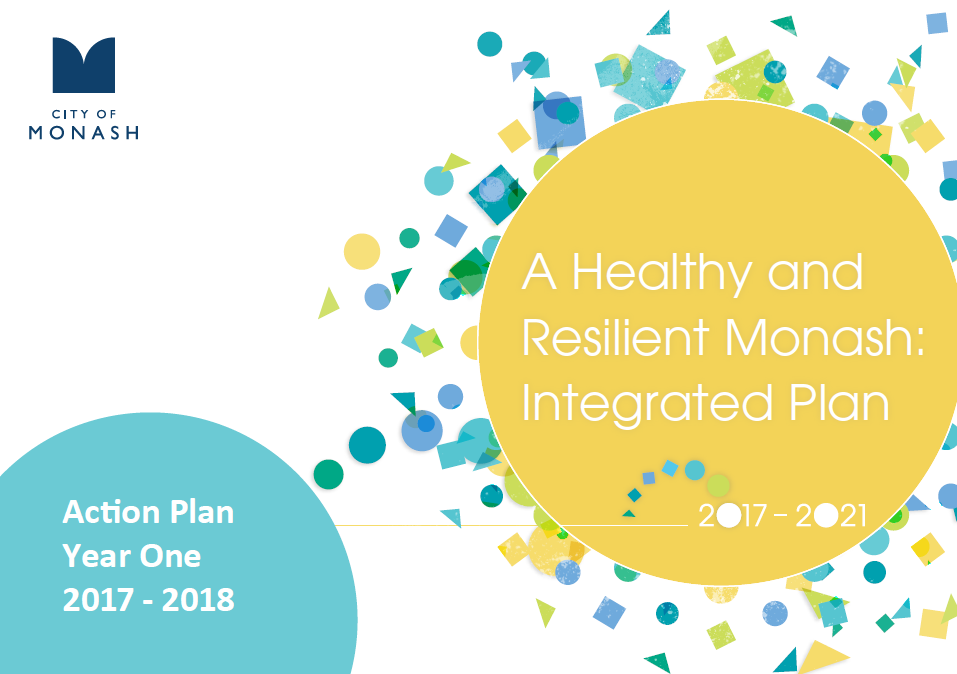 CITY OF
MONASH
A Healthy and
Resilient Monash:
Integrated Plan
2017 – 2021
Action Plan
Year One
2017 - 2018